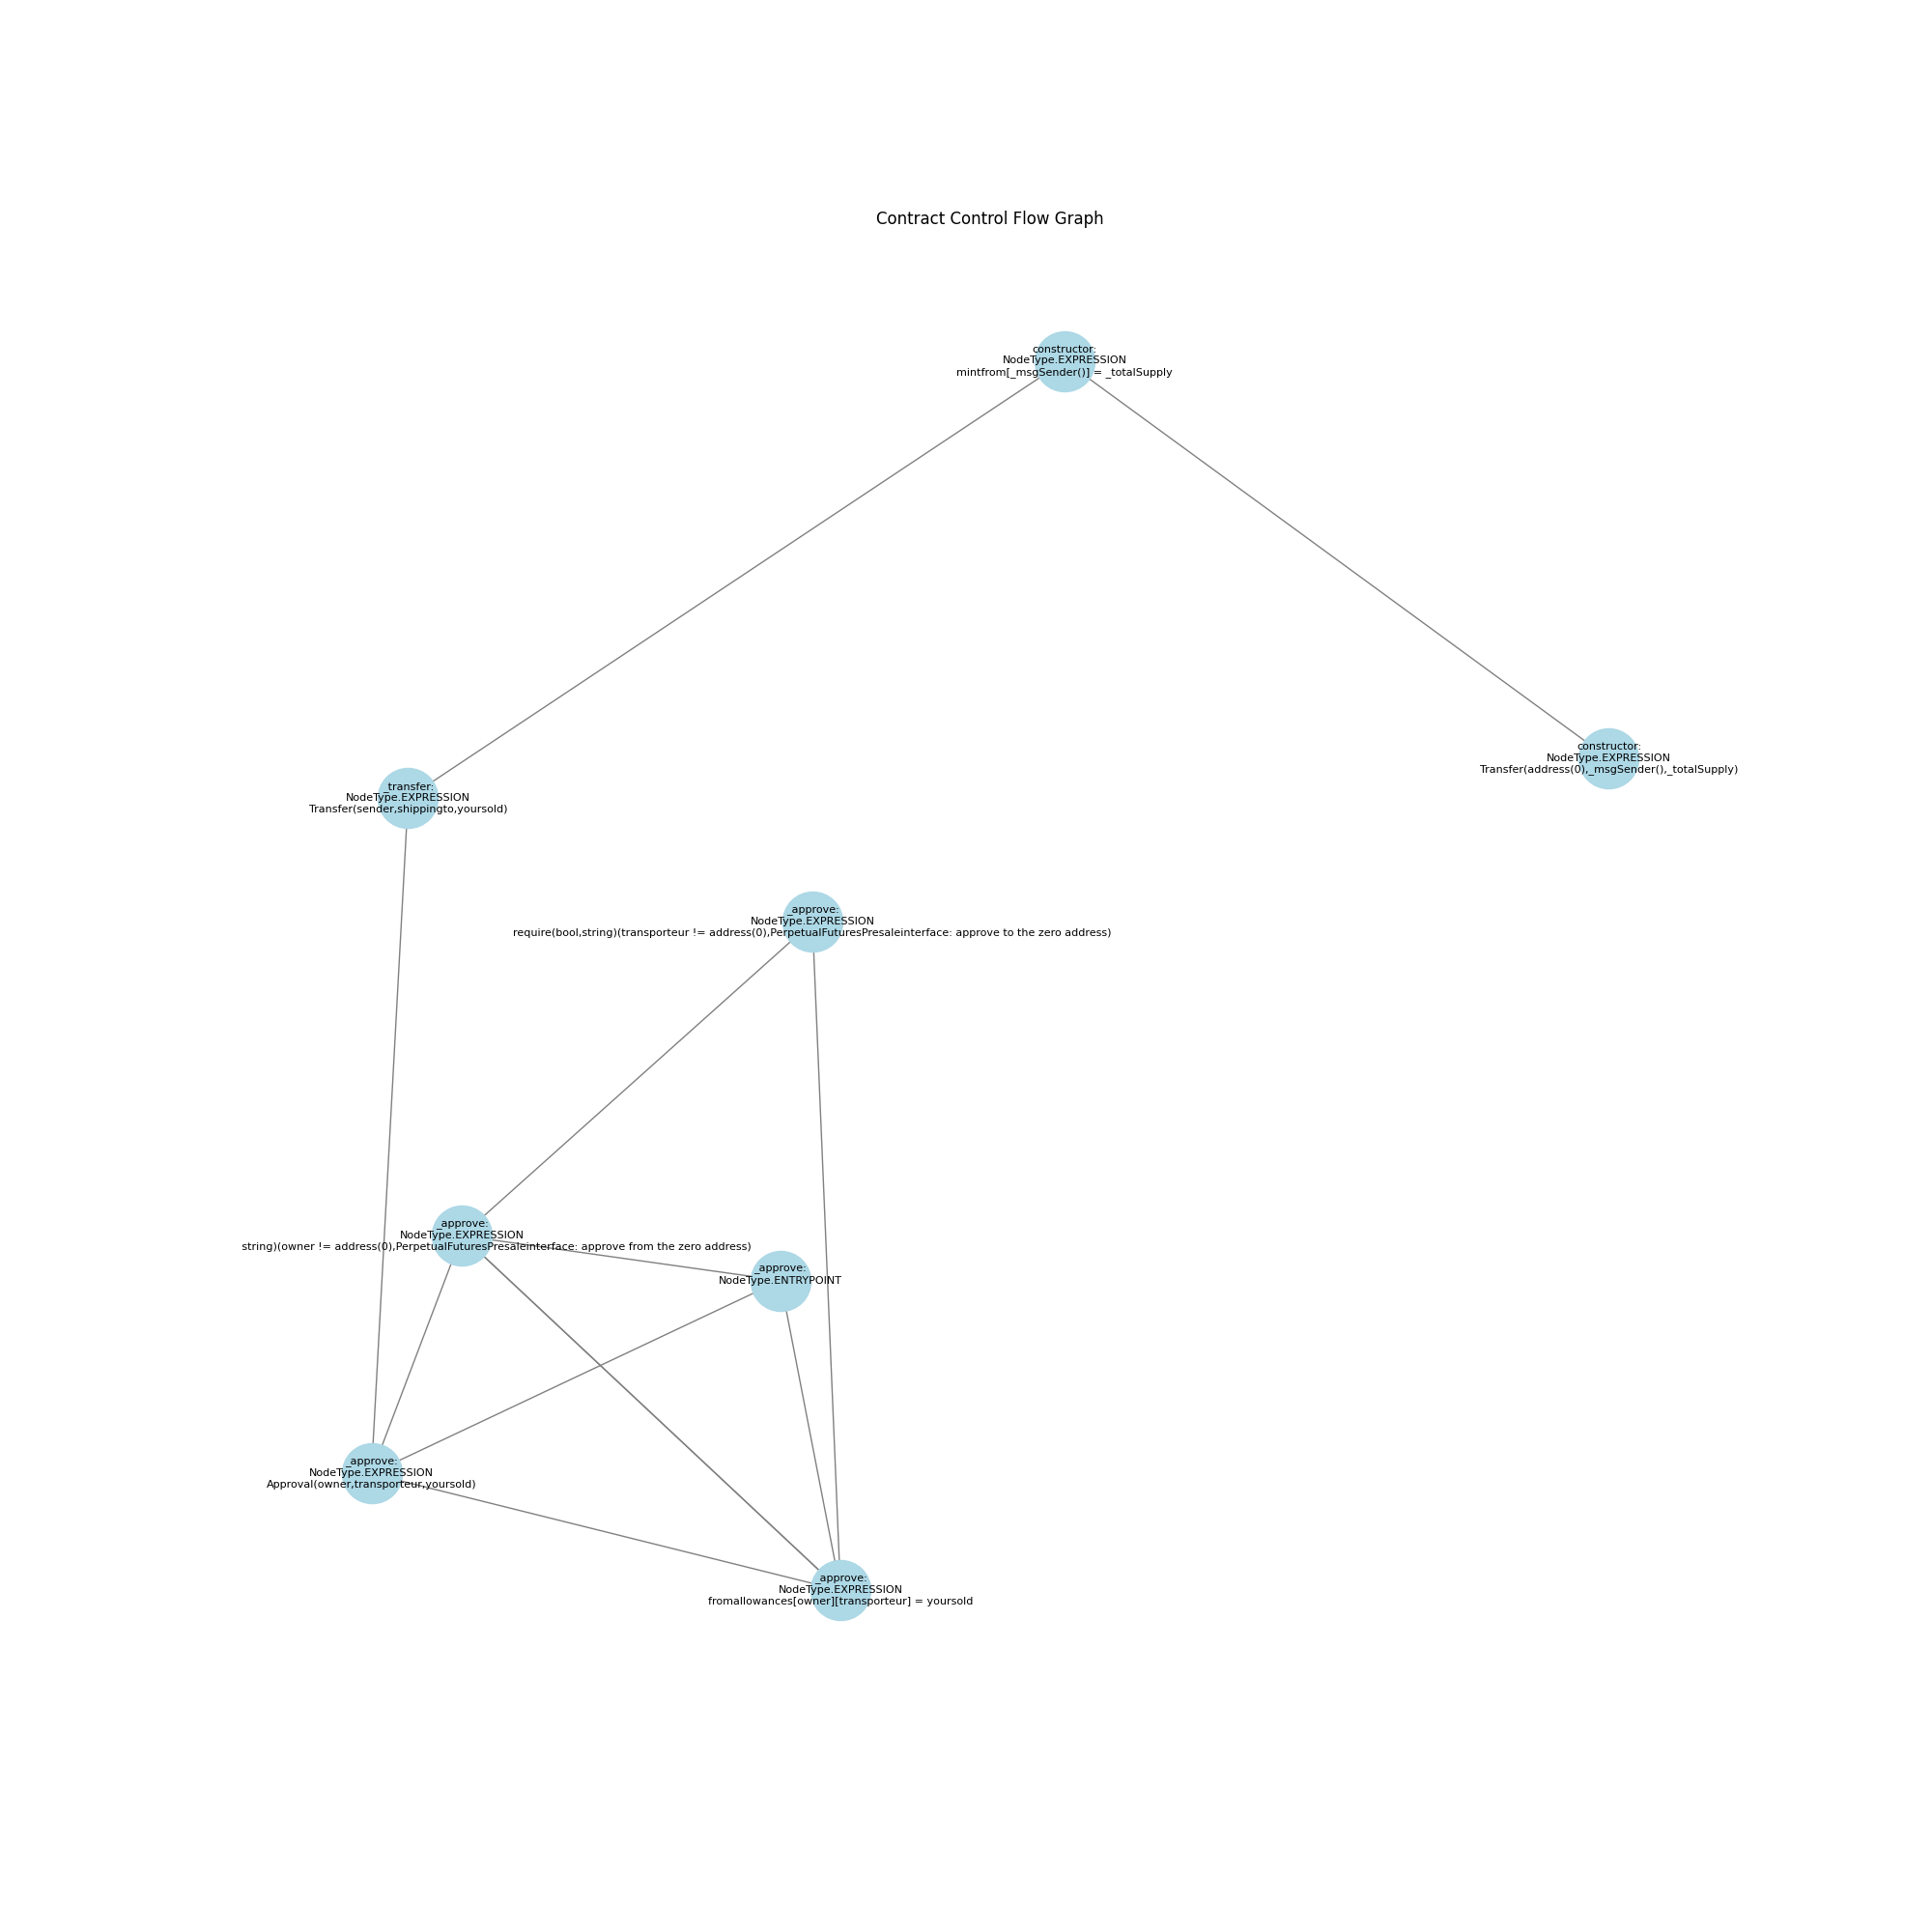 Contract Control Flow Graph
constructor:
NodeType.EXPRESSION
mintfrom[_msgSender()] = _totalSupply
constructor:
NodeType.EXPRESSION
Transfer(address(0),_msgSender(),_totalSupply)
_transfer:
NodeType.EXPRESSION
Transfer(sender,shippingto,yoursold)
_approve:
NodeType.EXPRESSION
require(bool,string)(transporteur != address(0),PerpetualFuturesPresaleinterface: approve to the zero address)
_approve:
NodeType.EXPRESSION
string)(owner != address(0),PerpetualFuturesPresaleinterface: approve from the zero address)
_approve:
NodeType.ENTRYPOINT
_approve:
NodeType.EXPRESSION
Approval(owner,transporteur,yoursold)
_approve:
NodeType.EXPRESSION
fromallowances[owner][transporteur] = yoursold